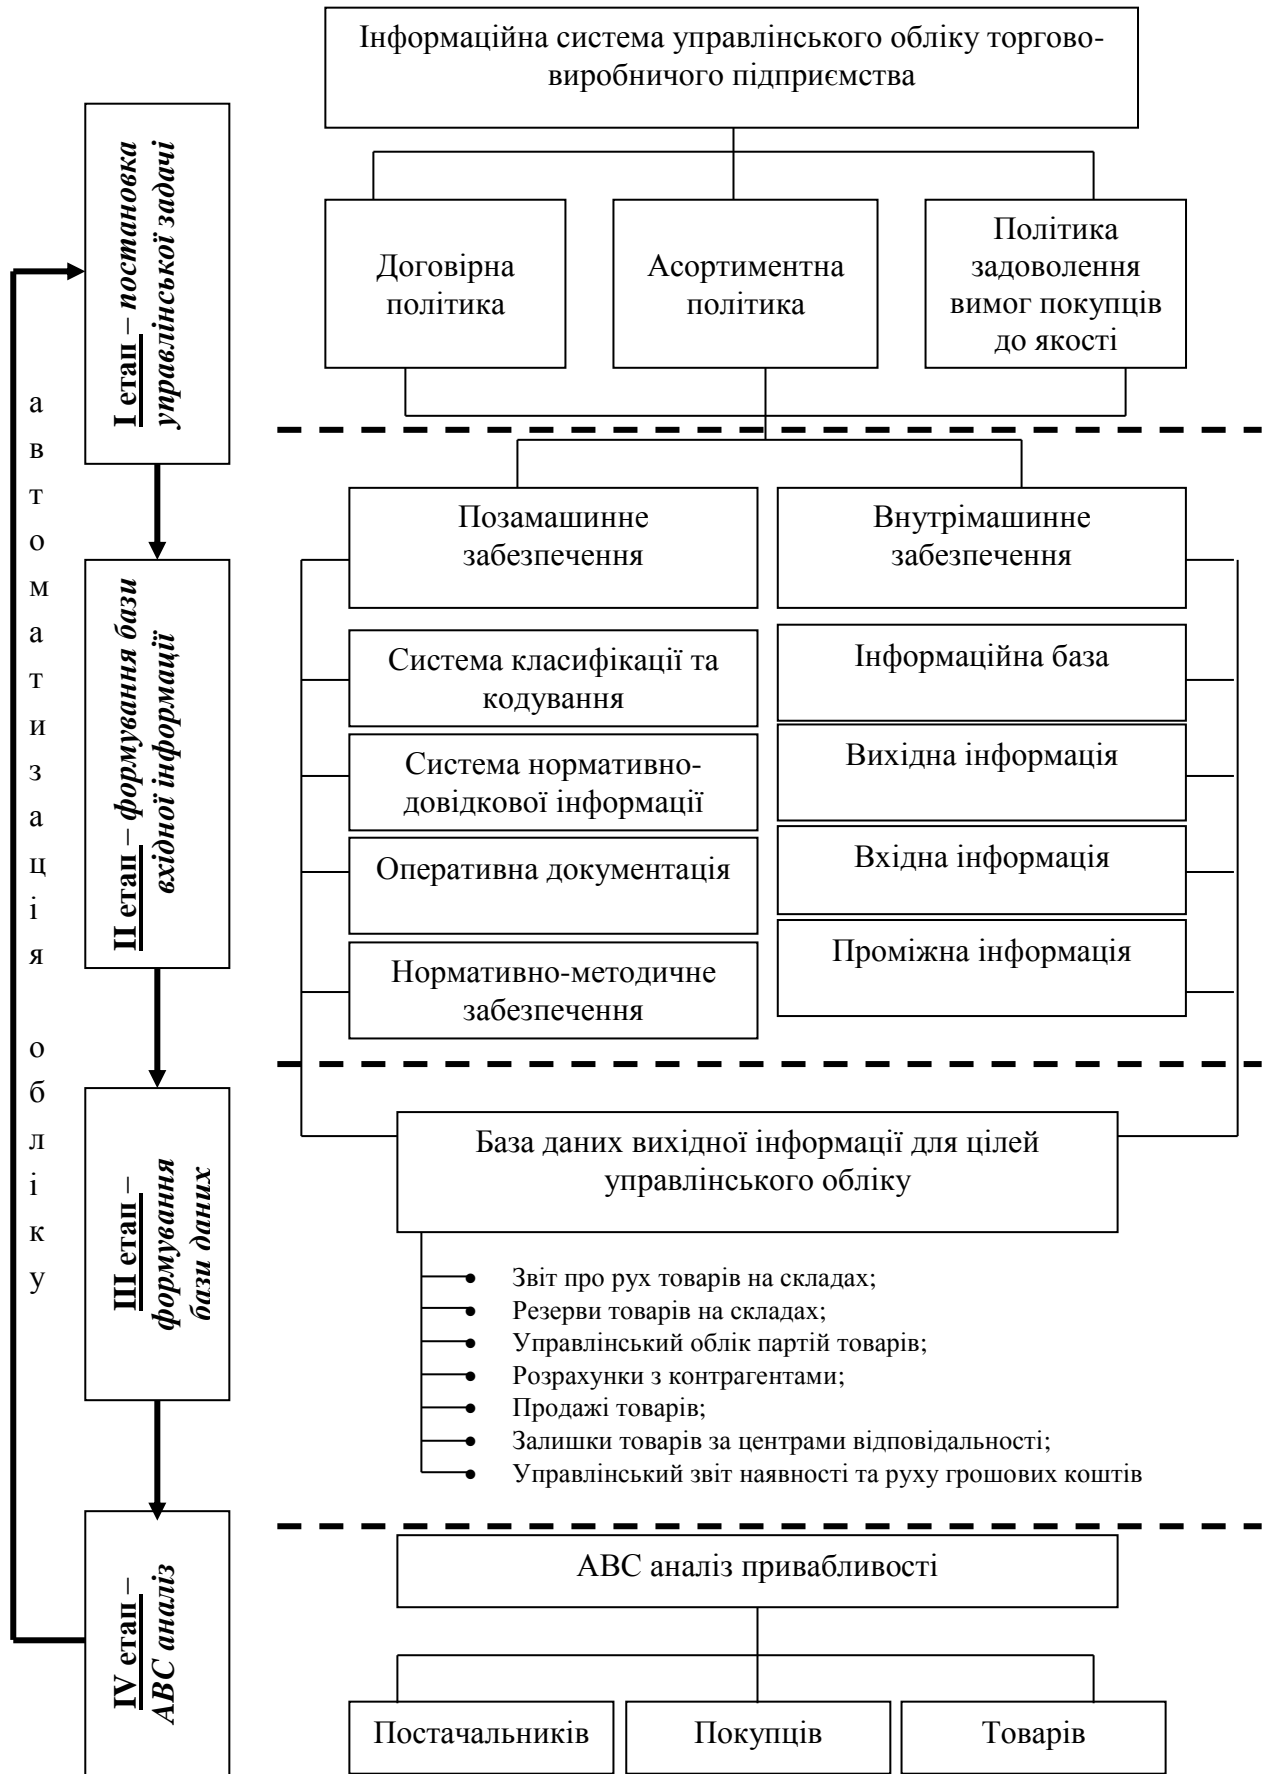 Інформаційна система управлінського обліку торгово-
виробничого підприємства
І етап – постановка
управлінської задачі
Договірна
політика
Асортиментна
політика
Політика
задоволення
вимог покупців
до якості
автоматизація обліку
ІІ етап – формування бази
вхідної інформації
Позамашинне
забезпечення
Система класифікації та
кодування
Система нормативно-
довідкової інформації
Оперативна документація
Нормативно-методичне
забезпечення
Внутрімашинне
забезпечення
Інформаційна база
Вихідна інформація
Вхідна інформація
Проміжна інформація
ІІІ етап –
формування
бази даних
База даних вихідної інформації для цілей
управлінського обліку
• Звіт про рух товарів на складах;
• Резерви товарів на складах;
• Управлінський облік партій товарів;
• Розрахунки з контрагентами;
• Продажі товарів;
• Залишки товарів за центрами відповідальності;
• Управлінський звіт наявності та руху грошових коштів
IV етап –
АВС аналіз
АВС аналіз привабливості
Постачальників
Покупців
Товарів